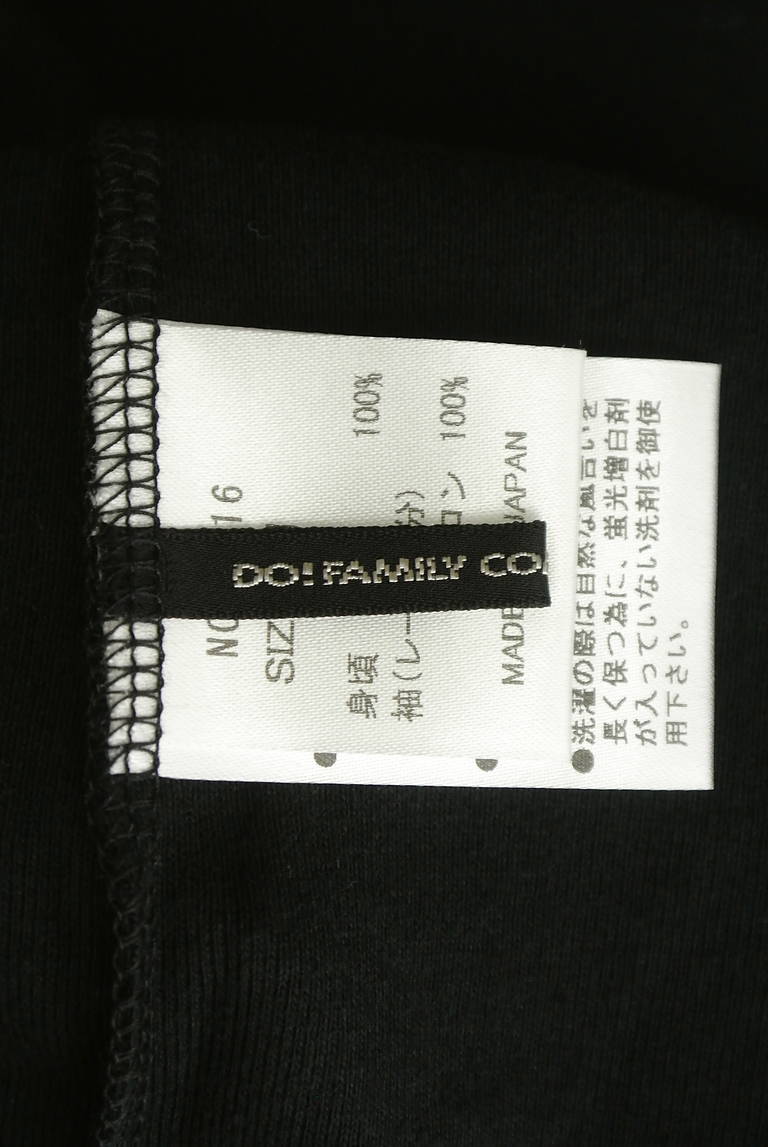 DO! FAMILY CO
NO 16
SIZ
身頃 100%
袖(レー 分)
ロン 100%
MADE JAPAN
●洗濯の際は自然な風合いを
長く保つ為に、蛍光増白剤
が入っていない洗剤を御使
用下さい。